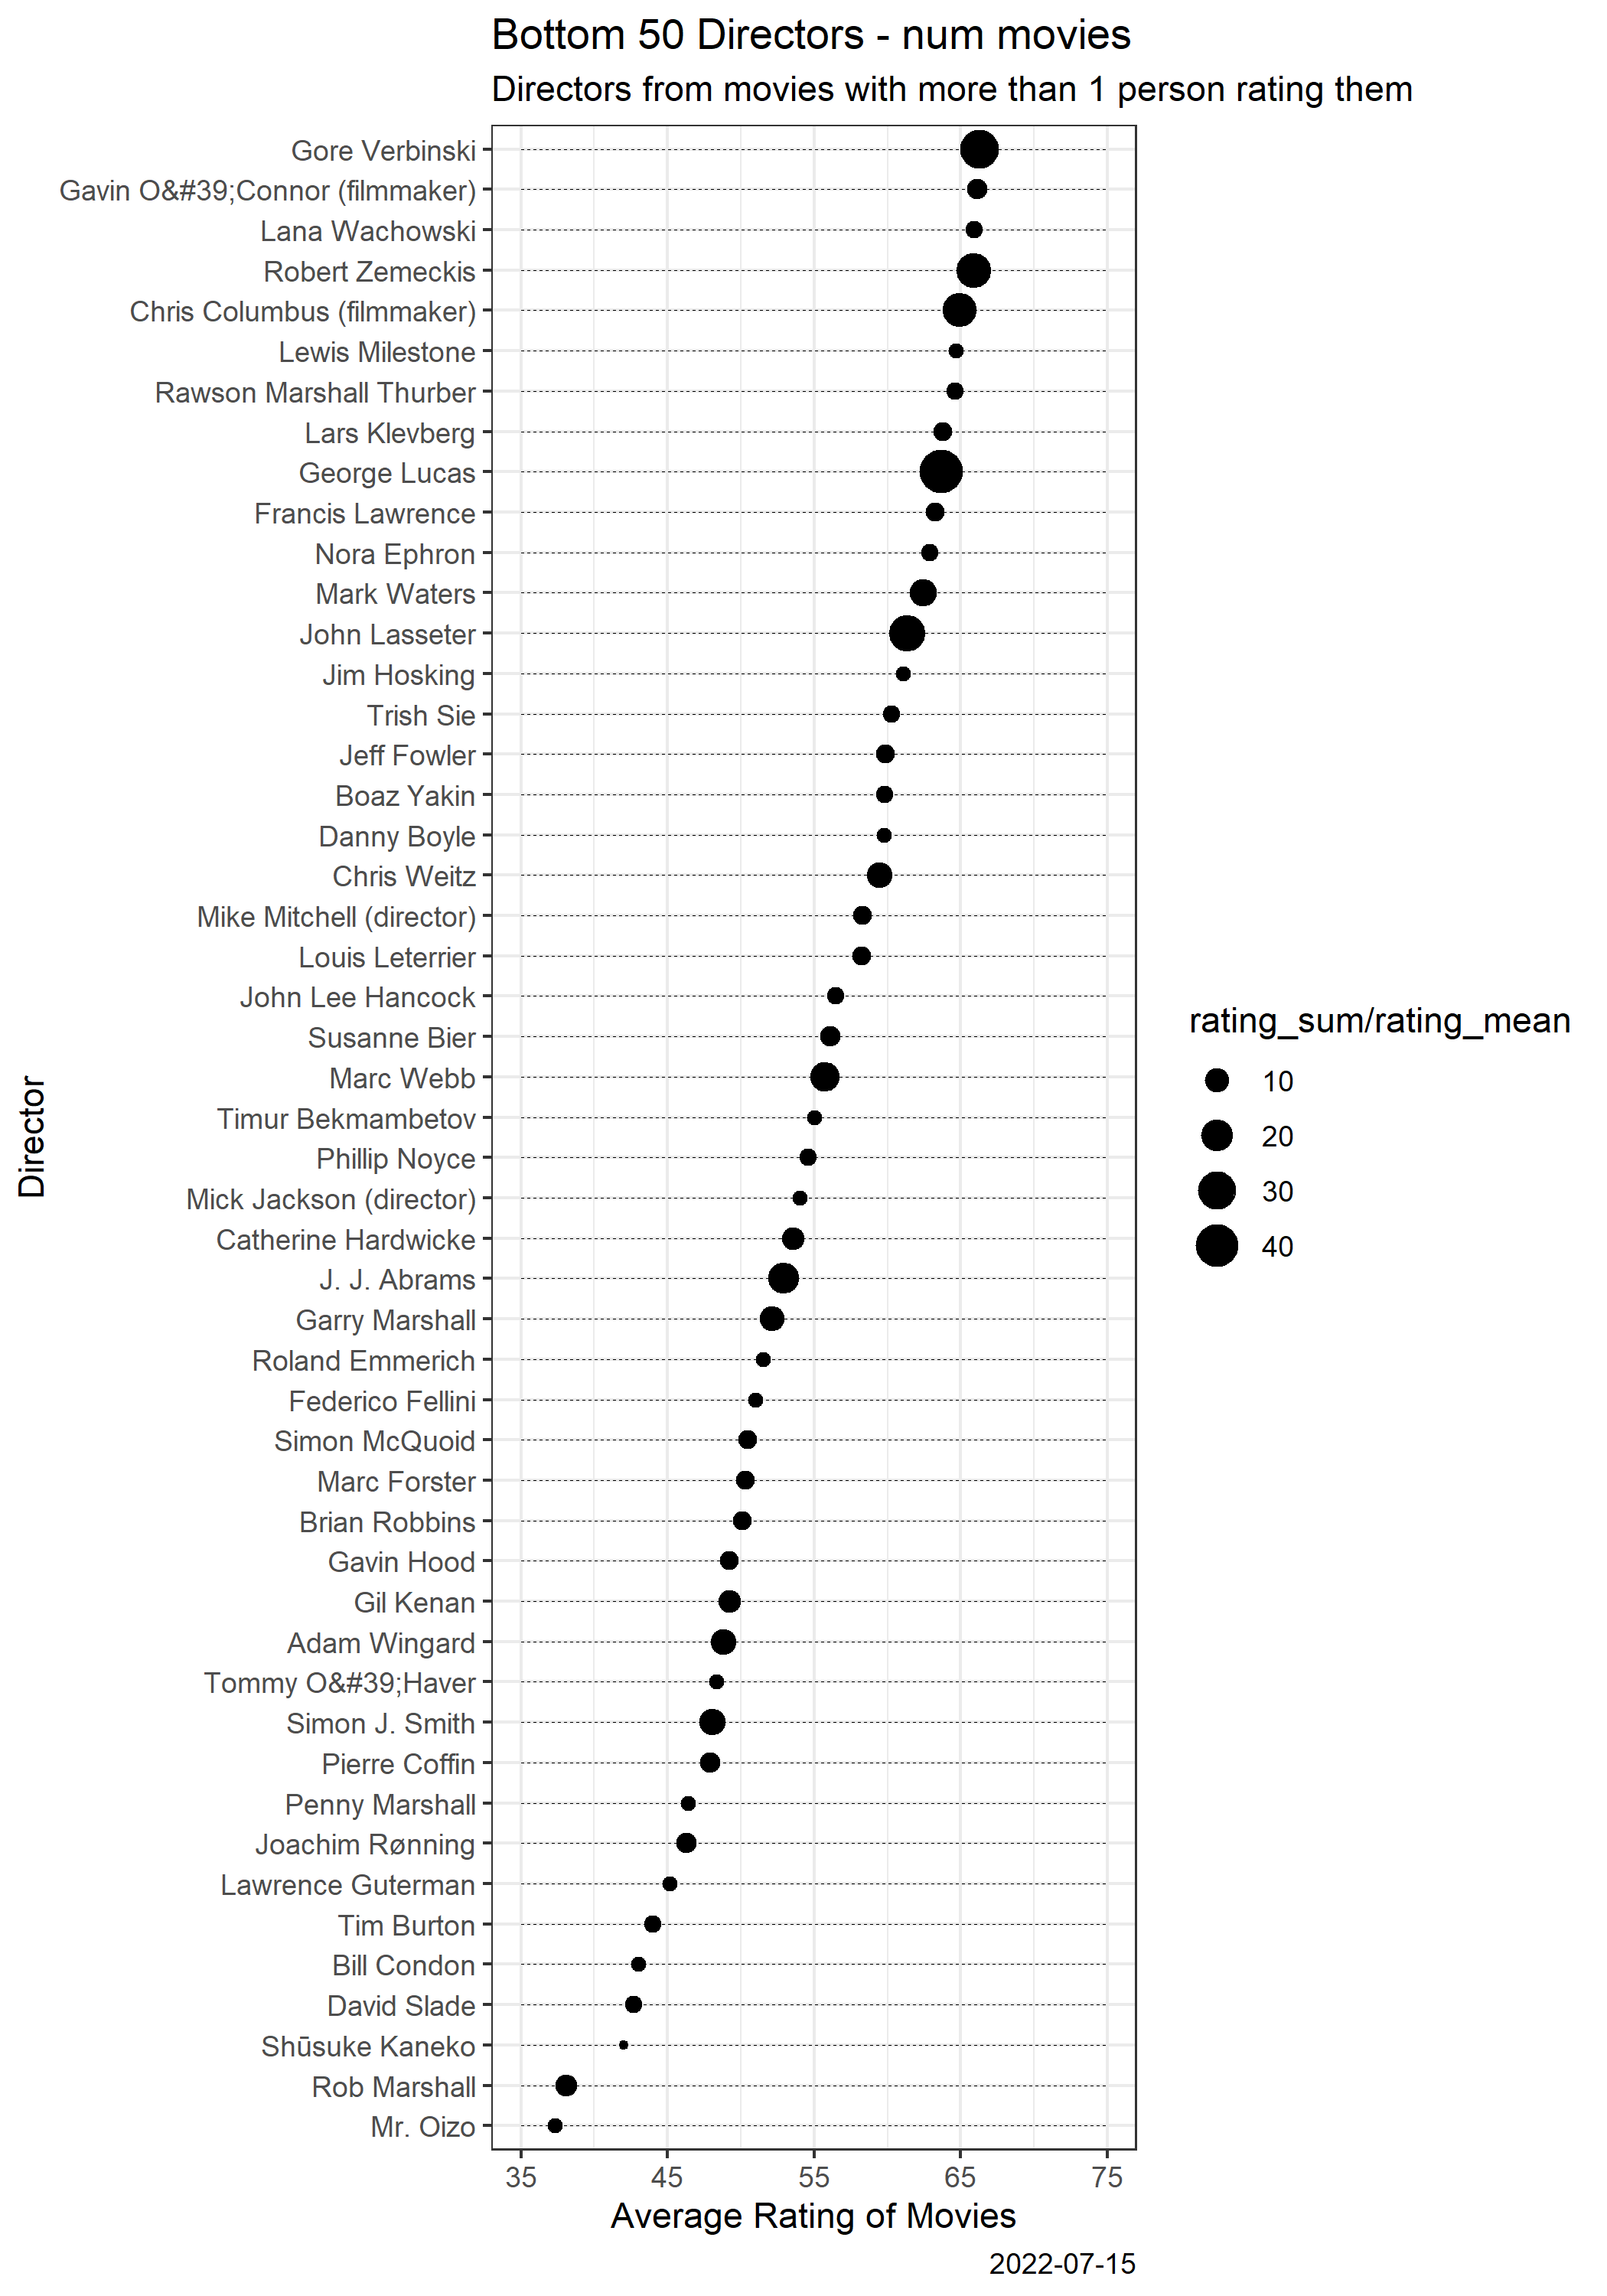 Bottom 50 Directors - num movies
Directors from movies with more than 1 person rating them
Gore Verbinski
Gavin O&#39;Connor (filmmaker)
Lana Wachowski
Robert Zemeckis
Chris Columbus (filmmaker)
Lewis Milestone
Rawson Marshall Thurber
Lars Klevberg
George Lucas
Francis Lawrence
Nora Ephron
Mark Waters
John Lasseter
Jim Hosking
Trish Sie
Jeff Fowler
Boaz Yakin
Danny Boyle
Chris Weitz
Mike Mitchell (director)
Louis Leterrier
John Lee Hancock
Susanne Bier
Marc Webb
Timur Bekmambetov
Phillip Noyce
Mick Jackson (director)
Catherine Hardwicke
J. J. Abrams
Garry Marshall
Roland Emmerich
Federico Fellini
Simon McQuoid
Marc Forster
Brian Robbins
Gavin Hood
Gil Kenan
Adam Wingard
Tommy O&#39;Haver
Simon J. Smith
Pierre Coffin
Penny Marshall
Joachim Rønning
Lawrence Guterman
Tim Burton
Bill Condon
David Slade
Shūsuke Kaneko
Rob Marshall
Mr. Oizo
Director
35 45 55 65 75
Average Rating of Movies
2022-07-15
rating_sum/rating_mean
10
20
30
40